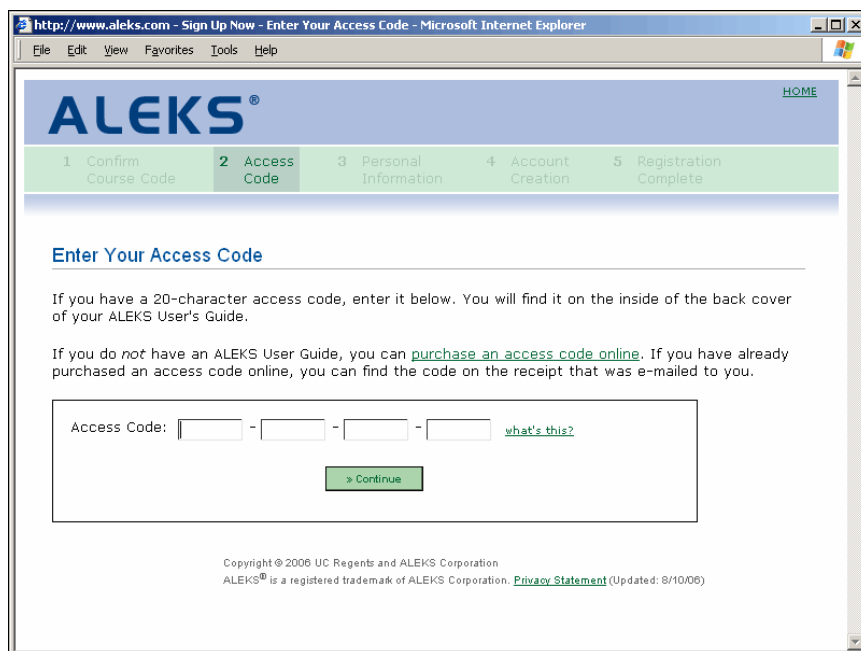 http://www.aleks.com - Sign Up Now - Enter Your Access Code - Microsoft Internet Explorer
File Edit View Favorites Tools Help
HOME
ALEKS®
1 Confirm Course Code 2 Access Code 3 Personal Information 4 Account Creation 5 Registration Complete
Enter Your Access Code
If you have a 20-character access code, enter it below. You will find it on the inside of the back cover
of your ALEKS User's Guide.
If you do not have an ALEKS User Guide, you can purchase an access code online. If you have already
purchased an access code online, you can find the code on the receipt that was e-mailed to you.
Access Code: - - - what's this?
» Continue
Copyright © 2006 UC Regents and ALEKS Corporation
ALEKS® is a registered trademark of ALEKS Corporation. Privacy Statement (Updated: 8/10/06)